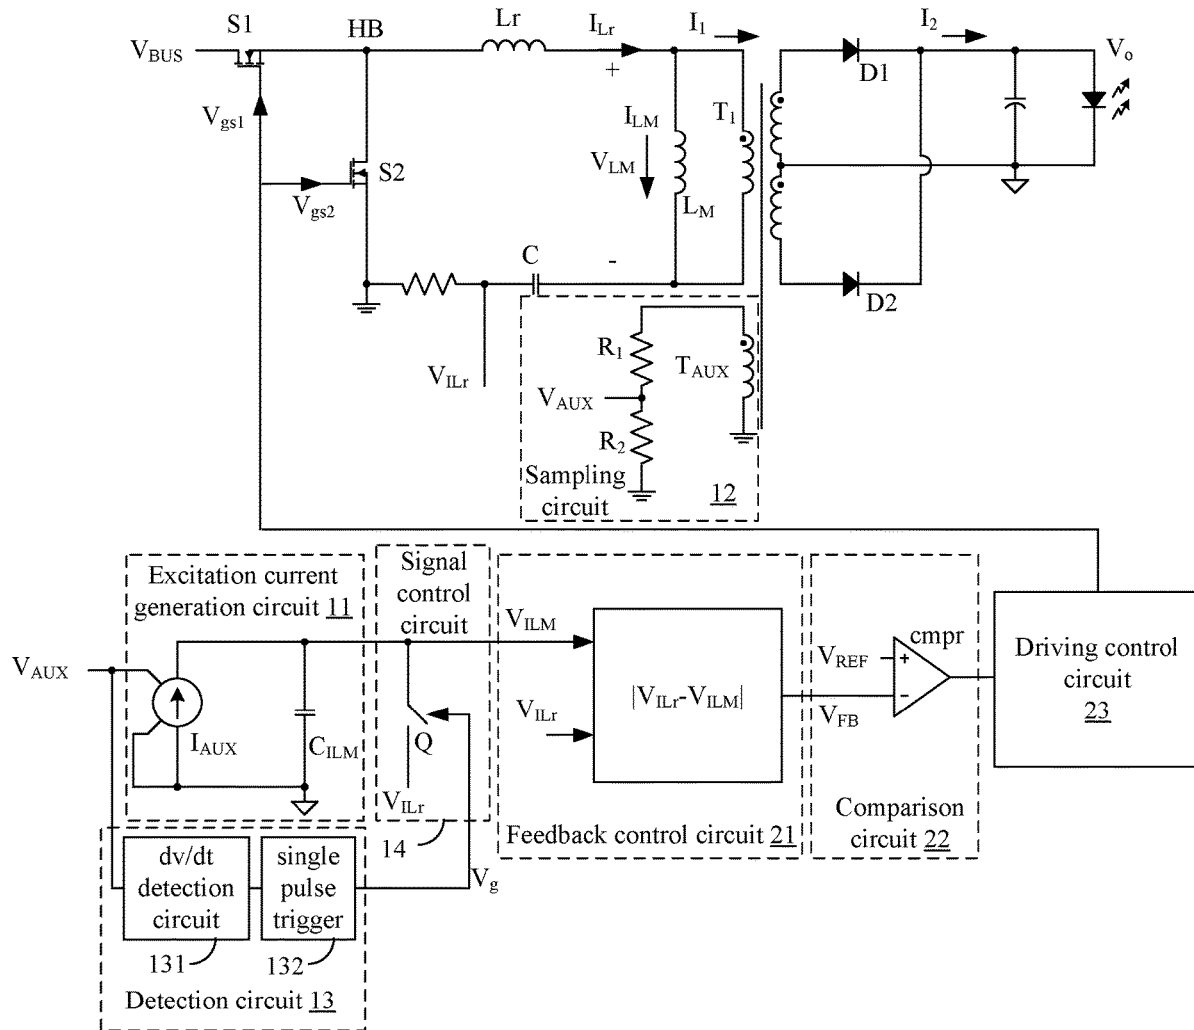 S1
HB
Lr
I_Lr
I_1
I_2
V_o
V_BUS
+
D1
V_gs1
I_LM
T_1
V_LM
S2
V_gs2
L_M
C
-
D2
R_1
T_AUX
V_ILr
V_AUX
R_2
Sampling
circuit
12
Excitation current
generation circuit 11
Signal
control
circuit
V_ILM
cmpr
V_AUX
V_REF
+
Driving control
circuit
23
|V_ILr-V_ILM|
V_ILr
-
V_FB
I_AUX
C_ILM
Q
V_ILr
14
Feedback control circuit 21
Comparison
circuit 22
dv/dt
detection
circuit
single
pulse
trigger
V_g
131
132
Detection circuit 13